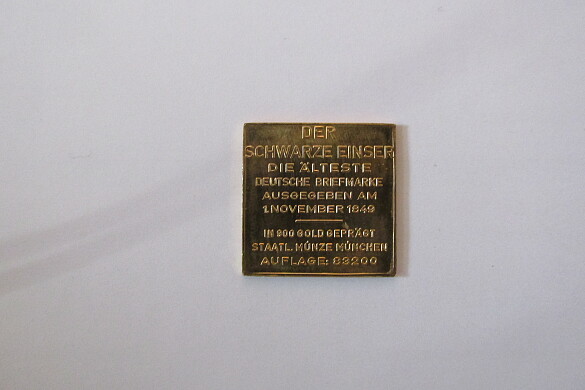 DER
SCHWARZE EINSER
DIE ÄLTESTE
DEUTSCHE BRIEFMARKE
AUSGEGEBEN AM
1. NOVEMBER 1849
IN 900 GOLD GEPRÄGT
STAATL. MÜNZE MÜNCHEN
AUFLAGE: 83200